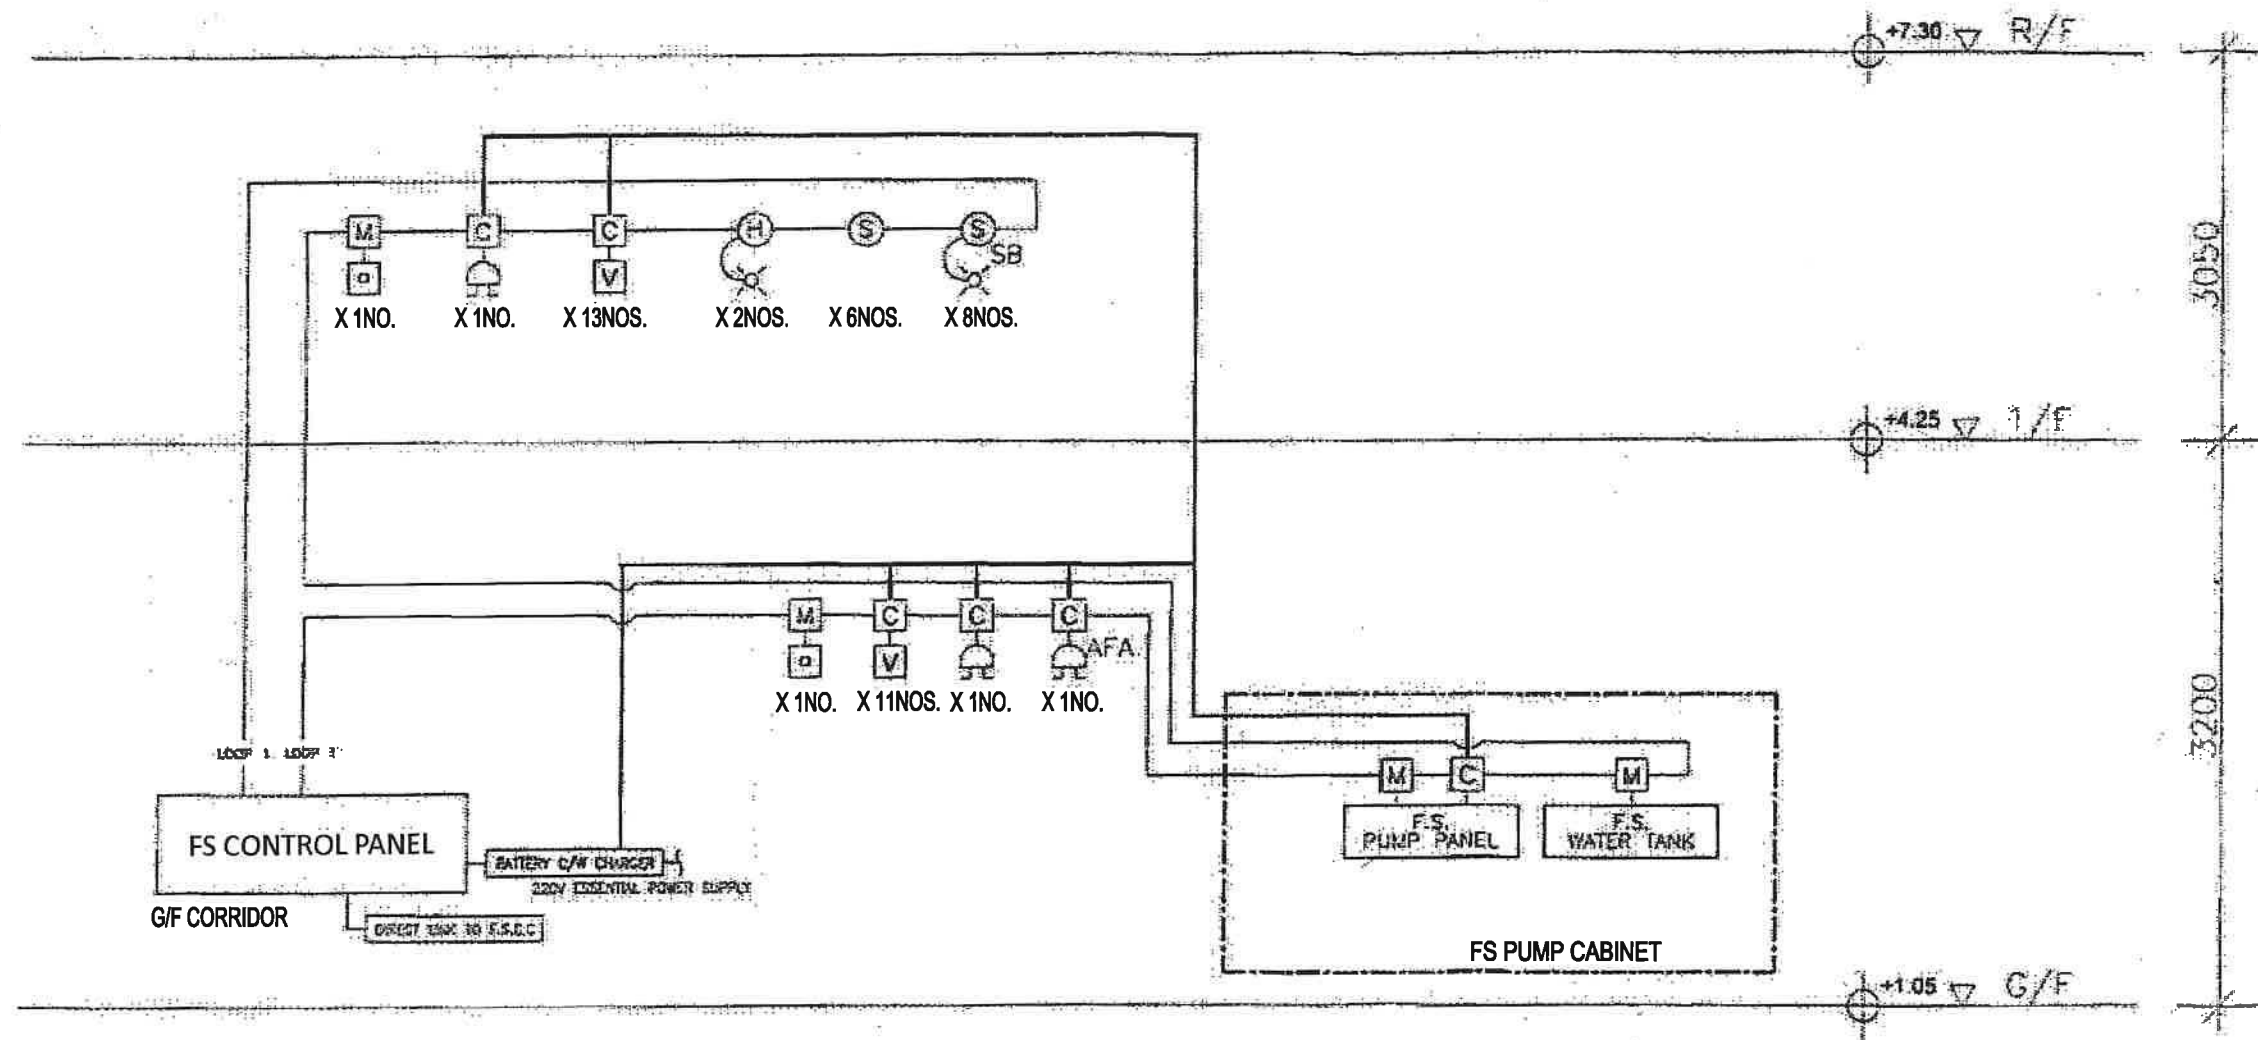 +7.30 R/F
M C C H S S
SB
V
X 1NO. X 1NO. X 13NOS. X 2NOS. X 6NOS. X 8NOS.
3050
+4.25 1/F
M C C C
V
AFA.
X 1NO. X 11NOS. X 1NO. X 1NO.
3200
LOOP 1 LOOP
M C M
F.S.
PUMP PANEL
F.S.
WATER TANK
FS CONTROL PANEL
BATTERY C/W CHARGER
220V ESSENTIAL POWER SUPPLY
G/F CORRIDOR
DIRECT TO
FS PUMP CABINET
+1.05 G/F